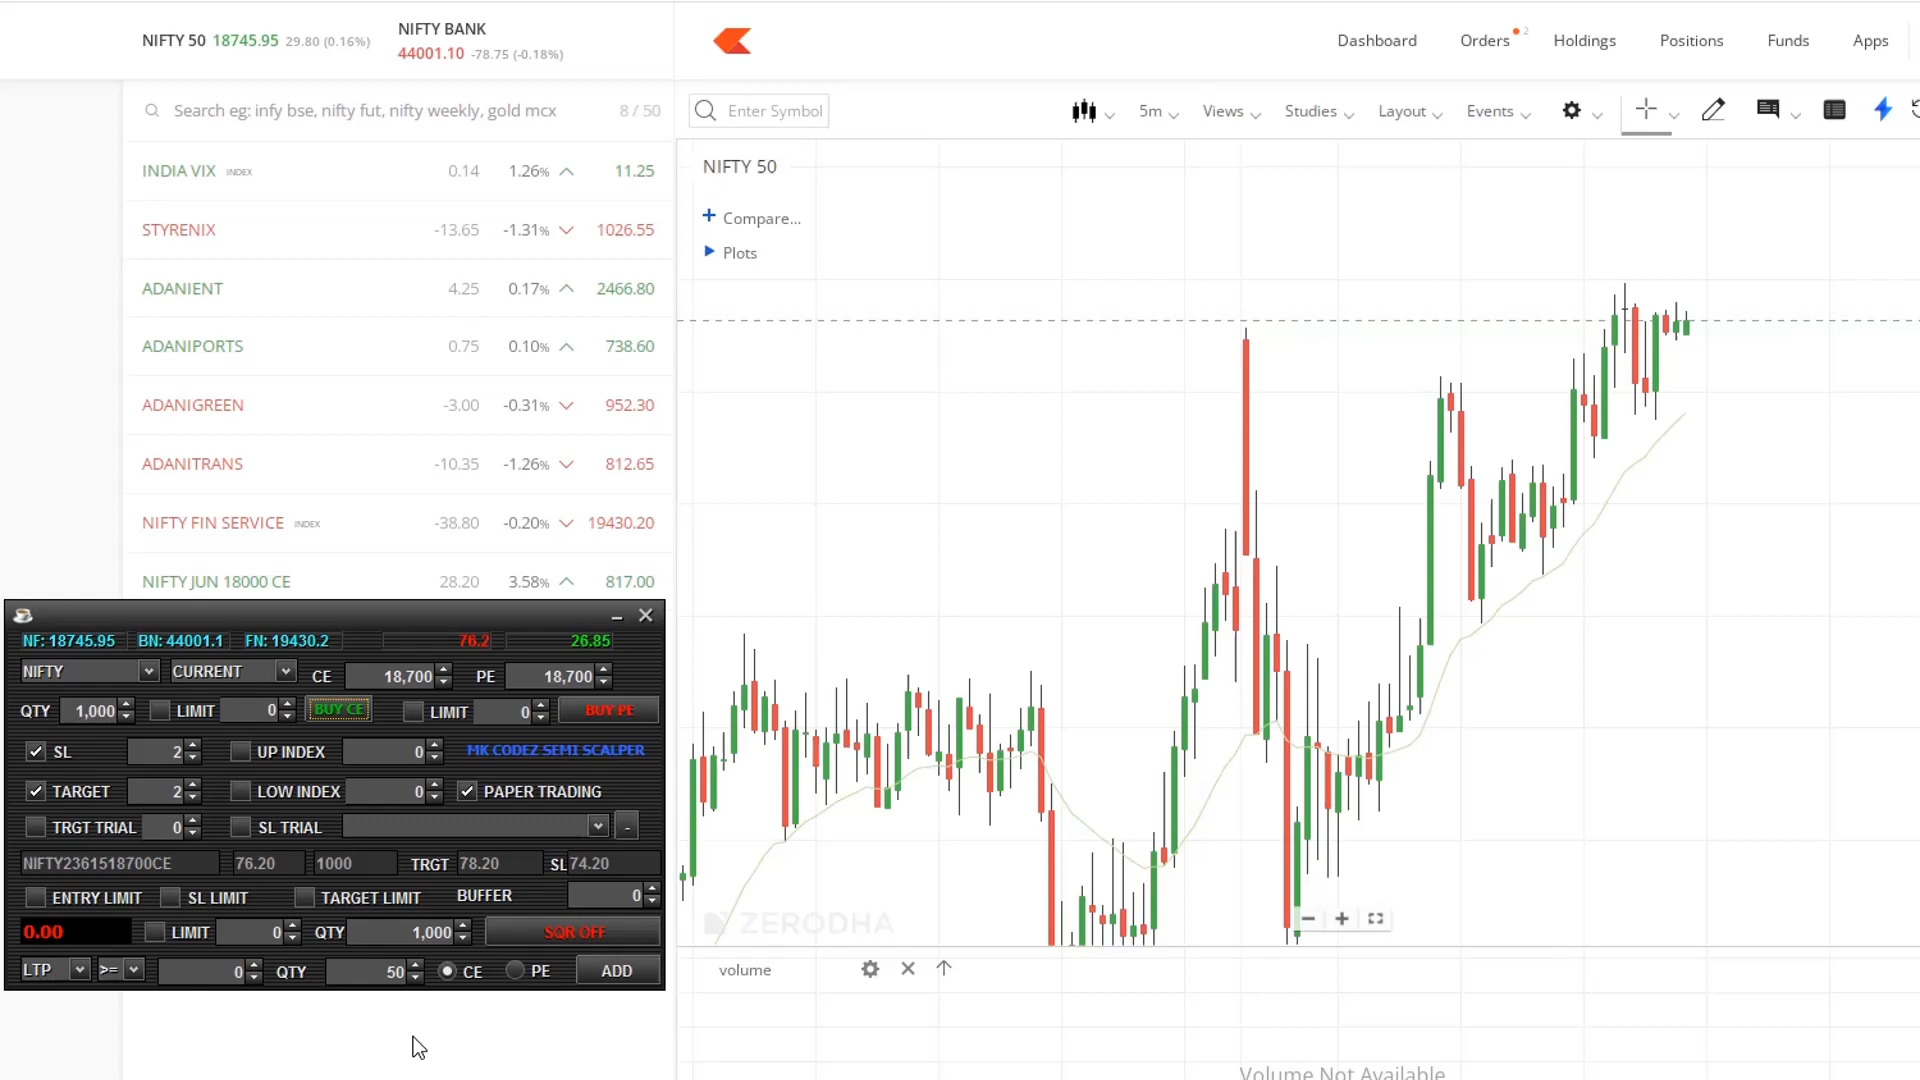 NIFTY 50 18745.95 29.80 (0.16%)
NIFTY BANK
44001.10 -78.75 (-0.18%)
Dashboard Orders 2 Holdings Positions Funds Apps
Search eg: infy bse, nifty fut, nifty weekly, gold mcx 8 / 50
Enter Symbol 5m Views Studies Layout Events
INDIA VIX INDEX 0.14 1.26% 11.25
STYRENIX -13.65 -1.31% 1026.55
ADANIENT 4.25 0.17% 2466.80
ADANIPORTS 0.75 0.10% 738.60
ADANIGREEN -3.00 -0.31% 952.30
ADANITRANS -10.35 -1.26% 812.65
NIFTY FIN SERVICE INDEX -38.80 -0.20% 19430.20
NIFTY JUN 18000 CE 28.20 3.58% 817.00
NIFTY 50
Compare...
Plots
NF: 18745.95 BN: 44001.1 FN: 19430.2 76.2 26.85
NIFTY CURRENT CE 18,700 PE 18,700
QTY 1,000 LIMIT 0 BUY CE LIMIT 0 BUY PE
SL 2 UP INDEX 0 MK CODEZ SEMI SCALPER
TARGET 2 LOW INDEX 0 PAPER TRADING
TRGT TRIAL 0 SL TRIAL -
NIFTY2361518700CE 76.20 1000 TRGT 78.20 SL 74.20
ENTRY LIMIT SL LIMIT TARGET LIMIT BUFFER 0
0.00 LIMIT 0 QTY 1,000 SQR OFF
LTP >= 0 QTY 50 CE PE ADD
ZERODHA
volume
Volume Not Available